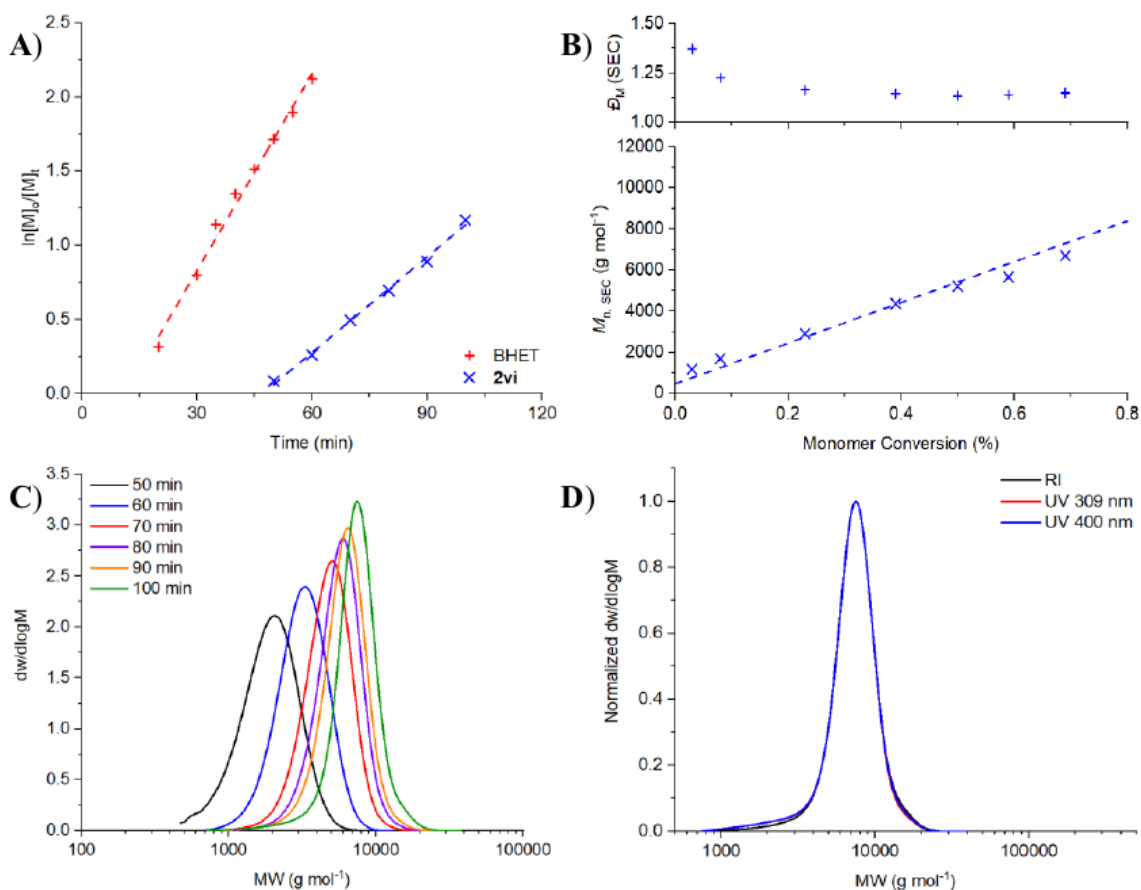 A)
ln[M]₀/[M]ₜ
2.5
2.0
1.5
1.0
0.5
0.0
0
30
60
90
120
Time (min)
BHET
2vi
B)
Đ_M (SEC)
1.50
1.25
1.00
M_n, SEC (g mol⁻¹)
12000
10000
8000
6000
4000
2000
0
0.0
0.2
0.4
0.6
0.8
Monomer Conversion (%)
C)
50 min
60 min
70 min
80 min
90 min
100 min
dw/dlogM
3.5
3.0
2.5
2.0
1.5
1.0
0.5
0.0
100
1000
10000
100000
MW (g mol⁻¹)
D)
RI
UV 309 nm
UV 400 nm
Normalized dw/dlogM
1.0
0.8
0.6
0.4
0.2
0.0
1000
10000
100000
MW (g mol⁻¹)